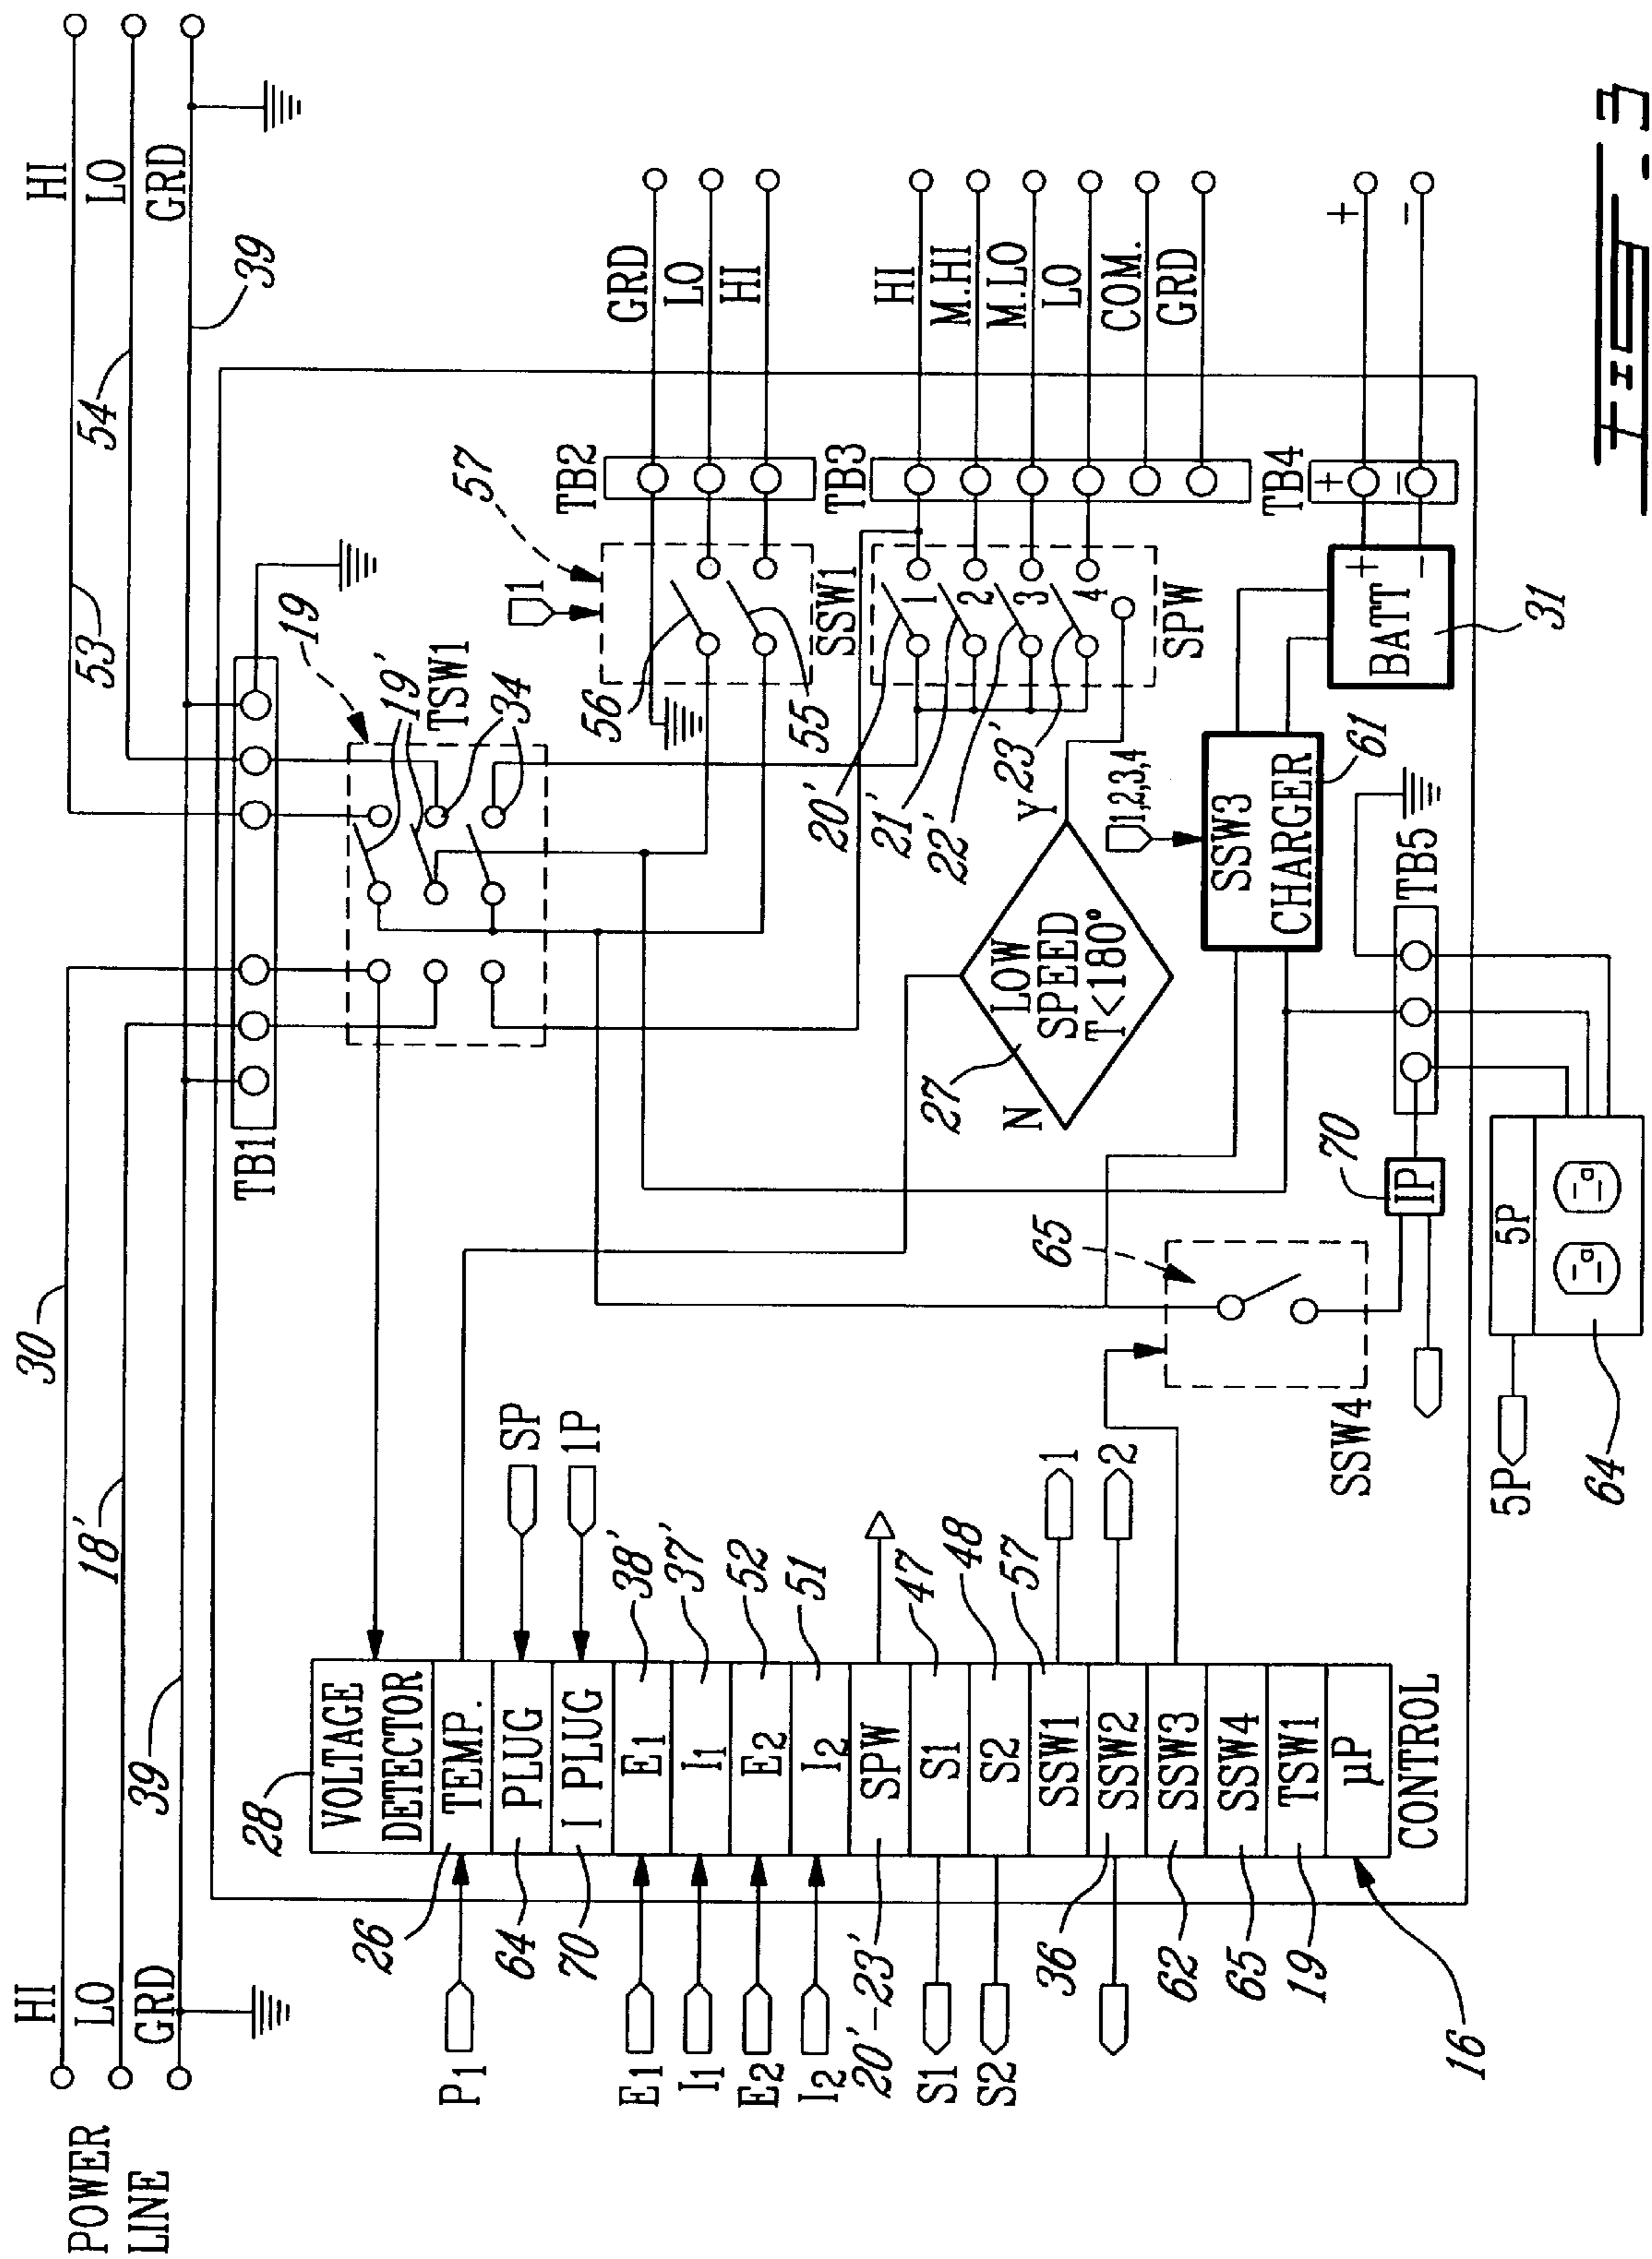 HI
LO
GRD
POWER
LINE
30
18'
39
53
54
39
HI
LO
GRD
TB1
19
19'
TSW1
34
57
1
56
55
SSW1
TB2
GRD
LO
HI
28
VOLTAGE
DETECTOR
26
TEMP.
64
PLUG
70
I PLUG
E1
38'
I1
37'
E2
52
I2
51
20'-23'
SPW
S1
47
S2
48
SSW1
57
36
SSW2
62
SSW3
65
SSW4
19
TSW1
µP
CONTROL
16
P1
E1
I1
E2
I2
S1
S2
SP
1P
1
2
27
LOW
SPEED
T<180°
N
Y
20'
21'
22'
23'
1
2
3
4
SPW
TB3
HI
M.HI
M.LO
LO
COM.
GRD
1,2,3,4
SSW3
CHARGER
61
+
-
BATT
31
TB4
+
-
+
-
65
SSW4
70
IP
TB5
5P
5P
64
FIG-3